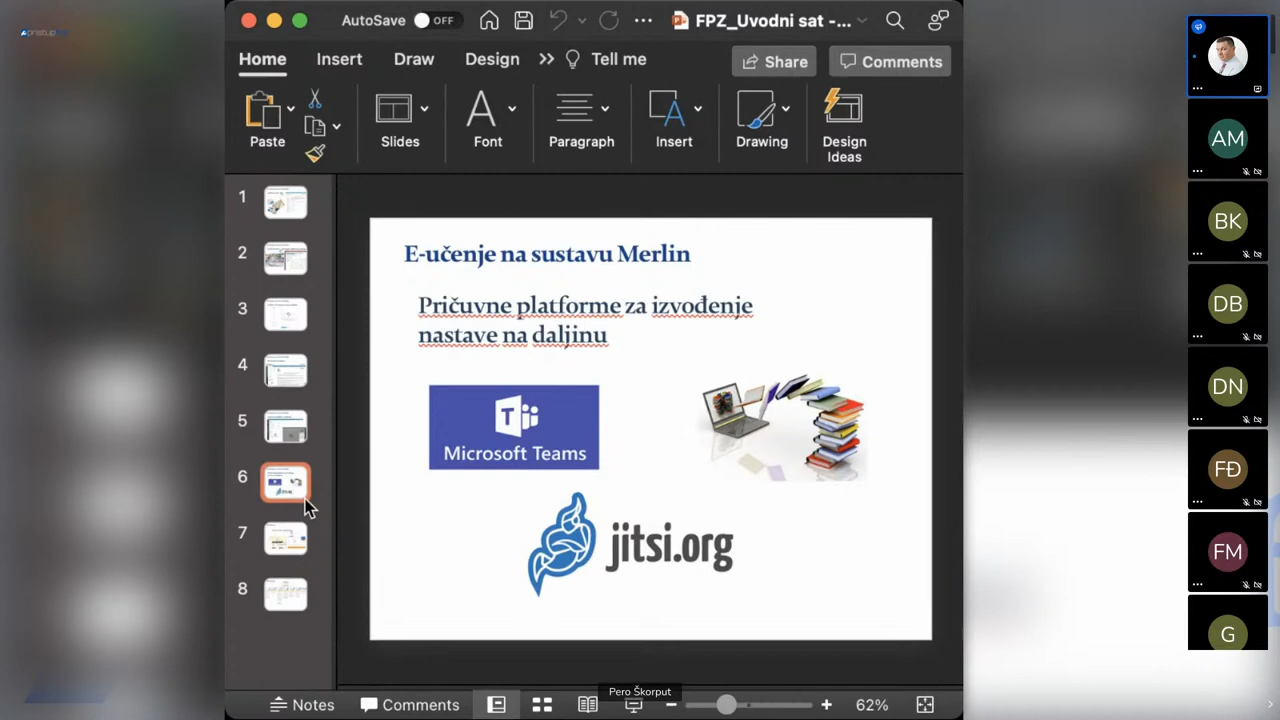 pristupno
AutoSave
OFF
FPZ_Uvodni sat -...
Home
Insert
Draw
Design
Tell me
Share
Comments
Paste
Slides
Font
Paragraph
Insert
Drawing
Design
Ideas
1
2
3
4
5
6
7
8
E-učenje na sustavu Merlin
Pričuvne platforme za izvođenje
nastave na daljinu
Microsoft Teams
jitsi.org
Notes
Comments
Pero Škorput
62%
AM
BK
DB
DN
FĐ
FM
G